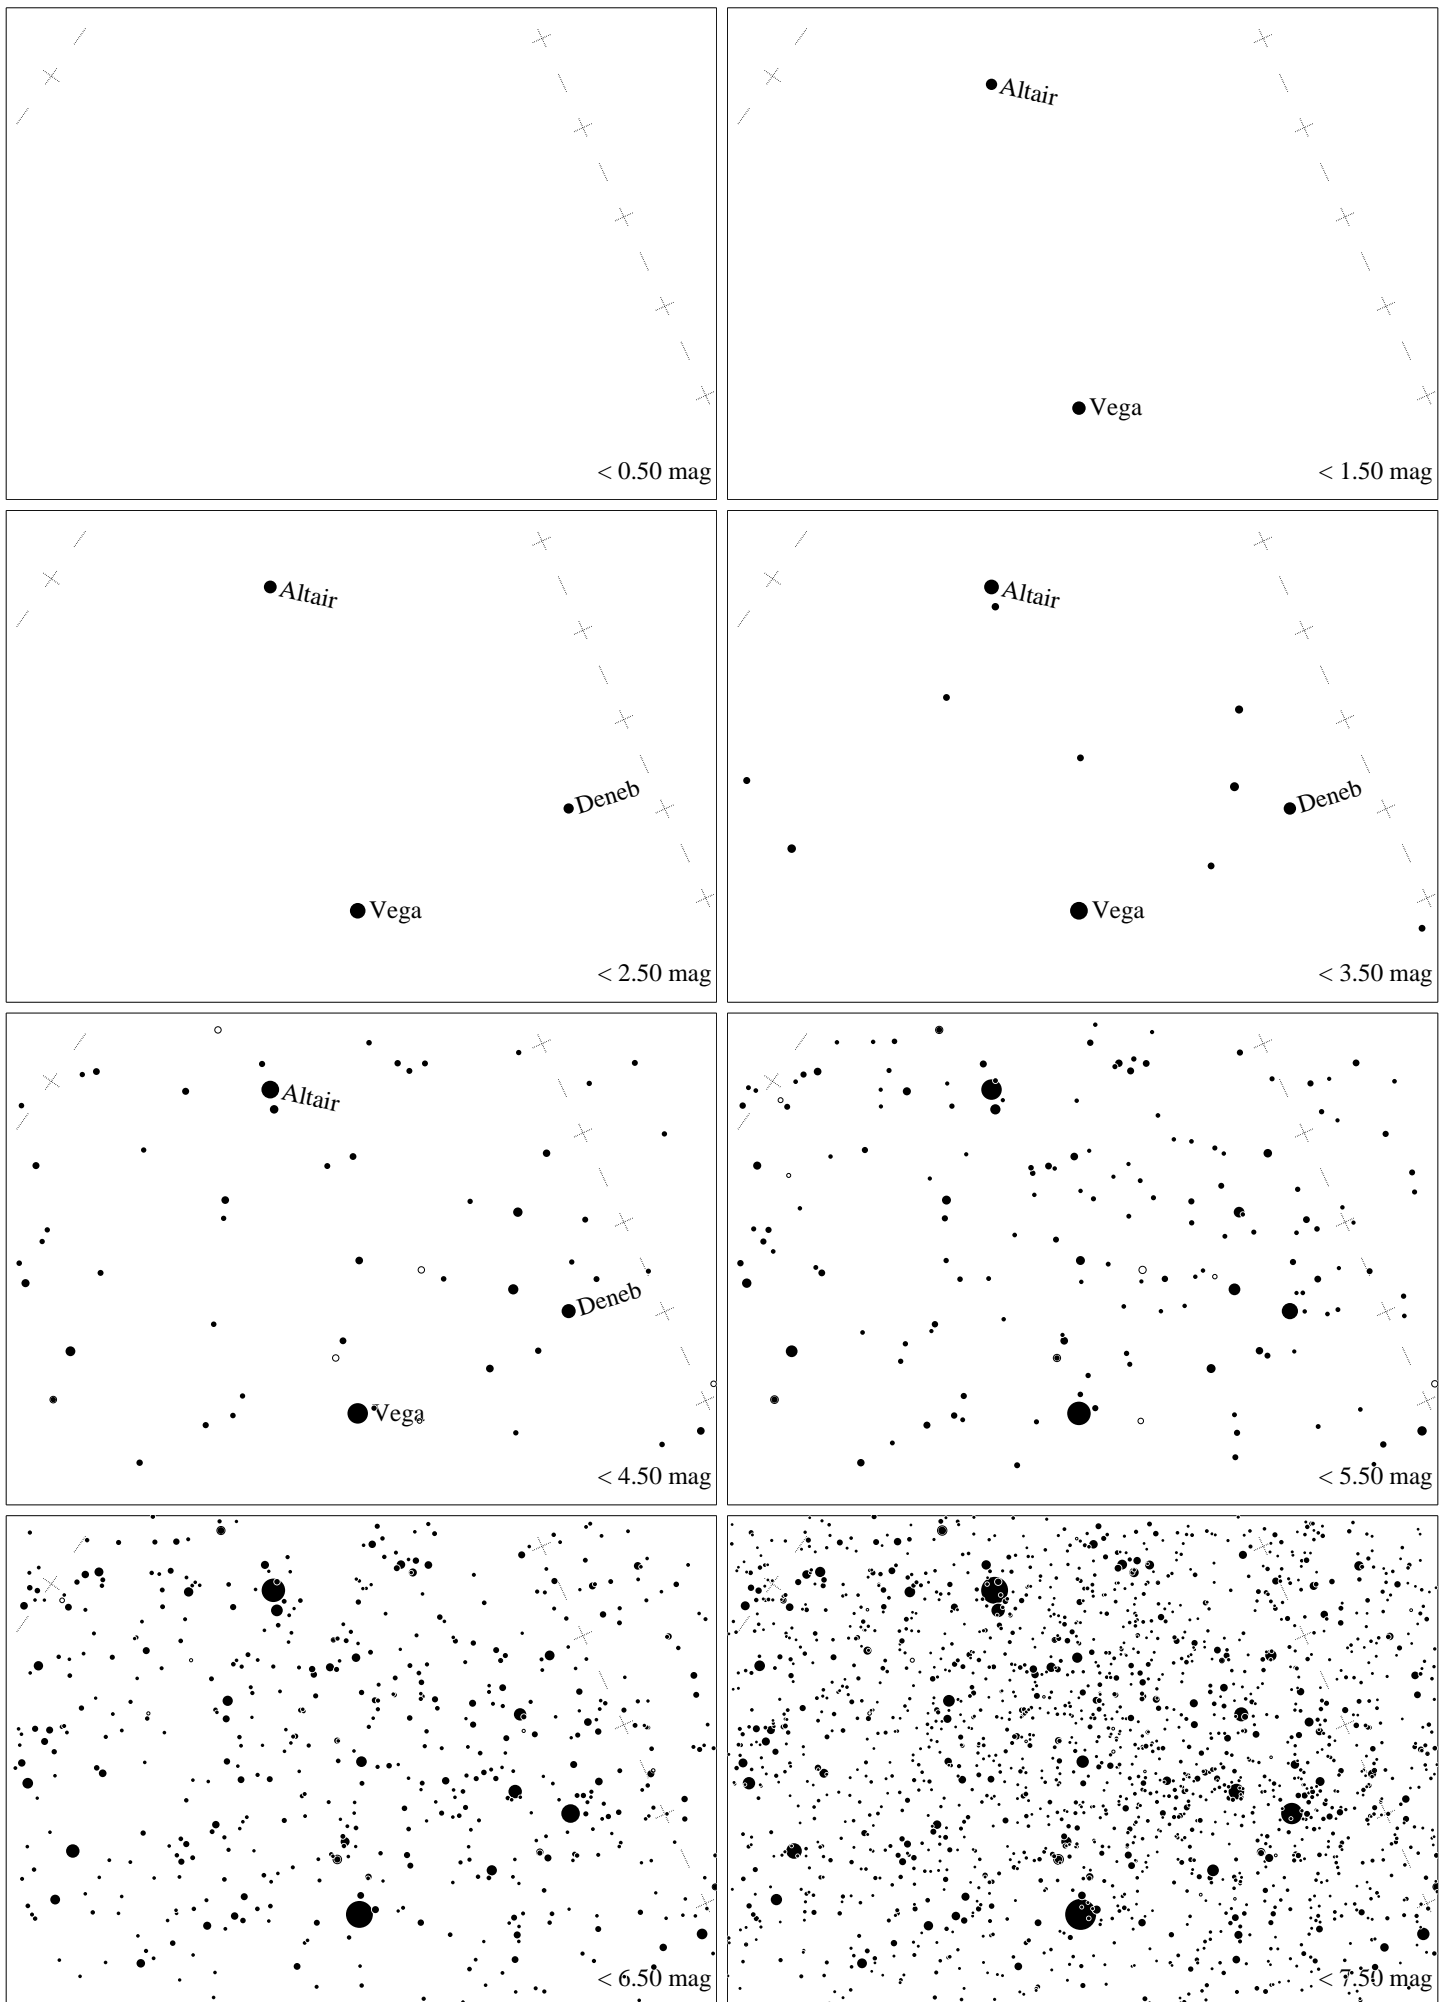 < 0.50 mag
Altair
Vega
< 1.50 mag
Altair
Deneb
Vega
< 2.50 mag
Altair
Deneb
Vega
< 3.50 mag
Altair
Deneb
Vega
< 4.50 mag
< 5.50 mag
< 6.50 mag
< 7.50 mag